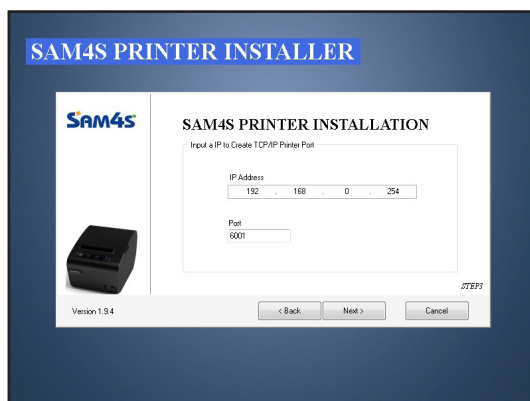 SAM4S PRINTER INSTALLER
SAM4S
SAM4S PRINTER INSTALLATION
Input a IP to Create TCP/IP Printer Port
IP Address
192 . 168 . 0 . 254
Port
6001
STEP3
Version 1.9.4
< Back Next > Cancel